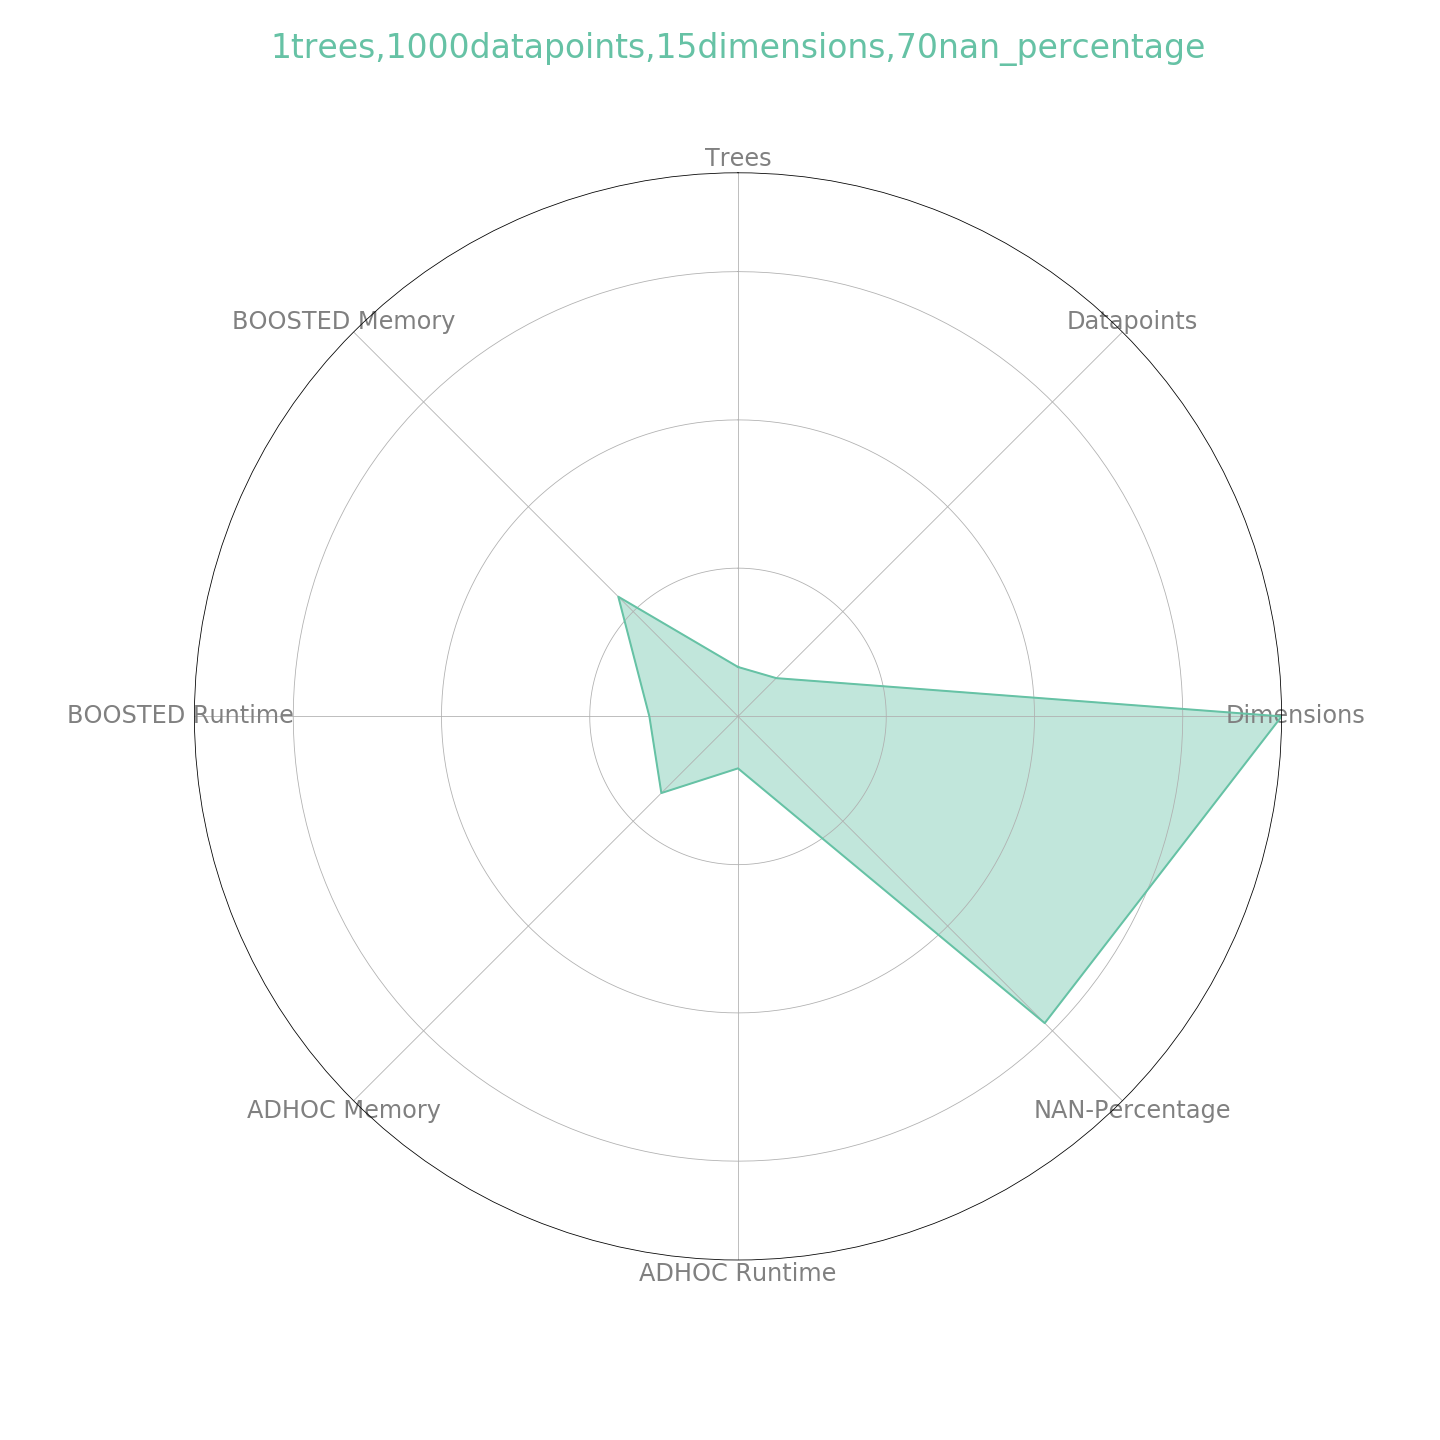 1trees,1000datapoints,15dimensions,70nan_percentage
Trees
BOOSTED Memory
Datapoints
BOOSTED Runtime
Dimensions
ADHOC Memory
NAN-Percentage
ADHOC Runtime